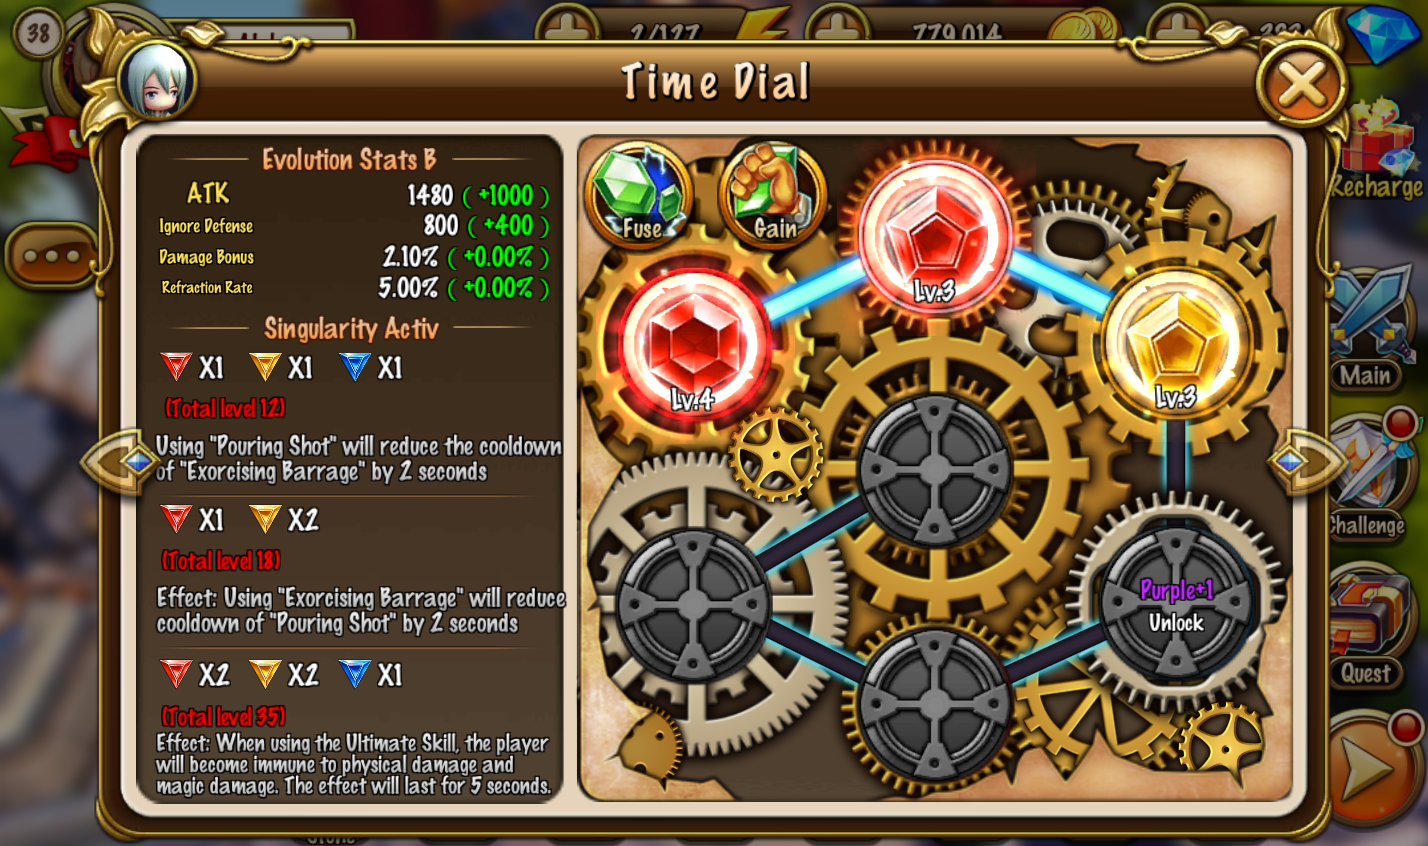 38
2/127
779,014
Time Dial
Recharge
Evolution Stats B
ATK 1480 ( +1000 )
Ignore Defense 800 ( +400 )
Damage Bonus 2.10% ( +0.00% )
Refraction Rate 5.00% ( +0.00% )
Singularity Activ
X1 X1 X1
(Total level 12)
Using "Pouring Shot" will reduce the cooldown
of "Exorcising Barrage" by 2 seconds
X1 X2
(Total level 18)
Effect: Using "Exorcising Barrage" will reduce
cooldown of "Pouring Shot" by 2 seconds
X2 X2 X1
(Total level 35)
Effect: When using the Ultimate Skill, the player
will become immune to physical damage and
magic damage. The effect will last for 5 seconds.
Fuse
Gain
Lv.3
Lv.4
Lv.3
Purple+1
Unlock
Main
Challenge
Quest